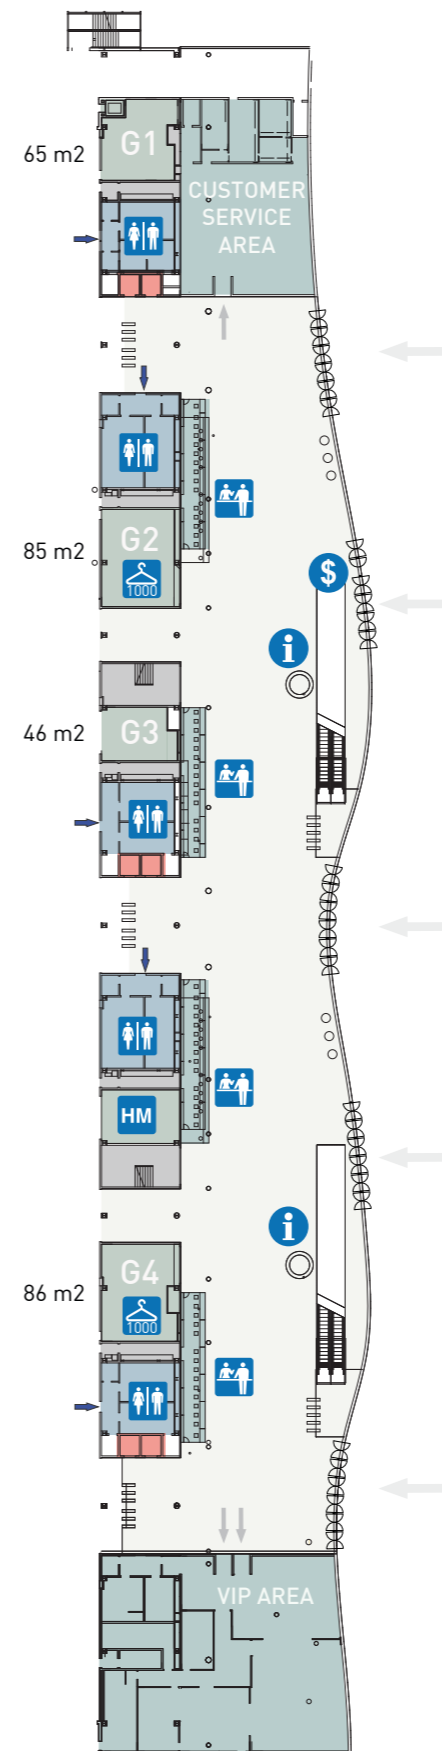 65 m2
G1
CUSTOMER
SERVICE
AREA
85 m2
G2
1000
$
i
46 m2
G3
HM
i
86 m2
G4
1000
VIP AREA